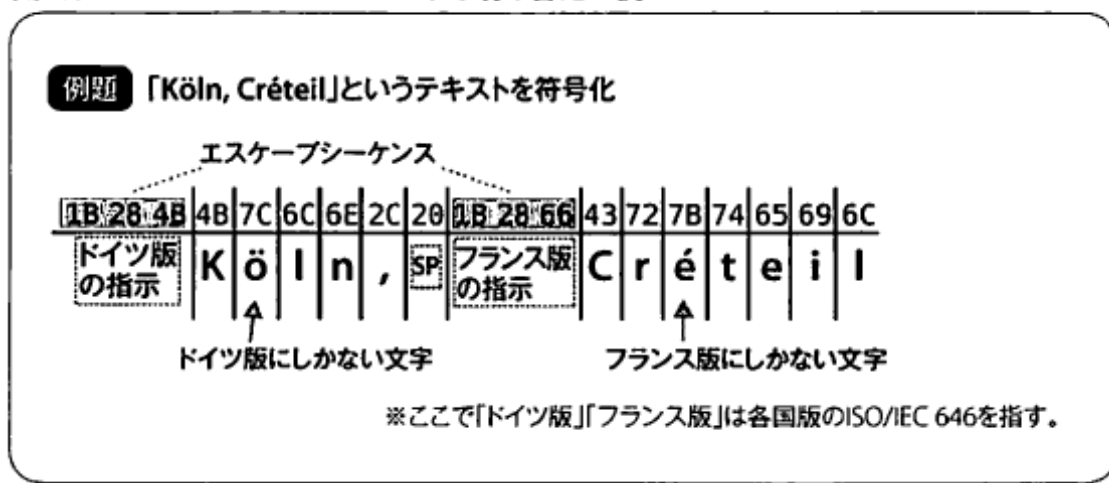 例題 「Köln, Créteil」というテキストを符号化
エスケープシーケンス
1B 28 4B 4B 7C 6C 6E 2C 20 1B 28 66 43 72 7B 74 65 69 6C
ドイツ版の指示 K ö l n , SP フランス版の指示 C r é t e i l
ドイツ版にしかない文字 フランス版にしかない文字
※ここで「ドイツ版」「フランス版」は各国版のISO/IEC 646を指す。